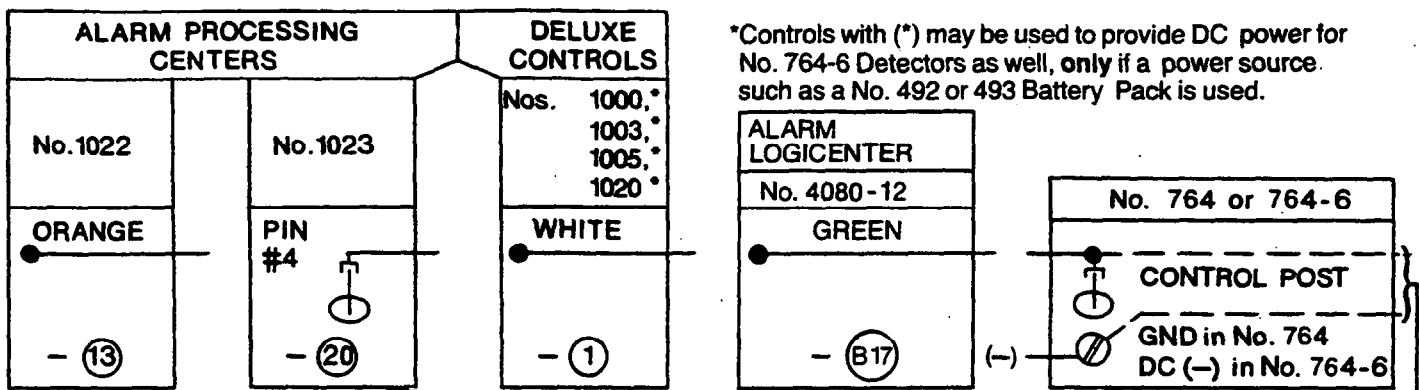 ALARM PROCESSING
CENTERS
DELUXE
CONTROLS
No.1022
No.1023
Nos. 1000,*
1003,*
1005,*
1020 *
ORANGE
PIN
#4
WHITE
- 13
- 20
- 1
*Controls with (*) may be used to provide DC power for
No. 764-6 Detectors as well, only if a power source
such as a No. 492 or 493 Battery Pack is used.
ALARM
LOGICENTER
No. 4080-12
GREEN
- B17
No. 764 or 764-6
CONTROL POST
(-)
GND in No. 764
DC (-) in No. 764-6